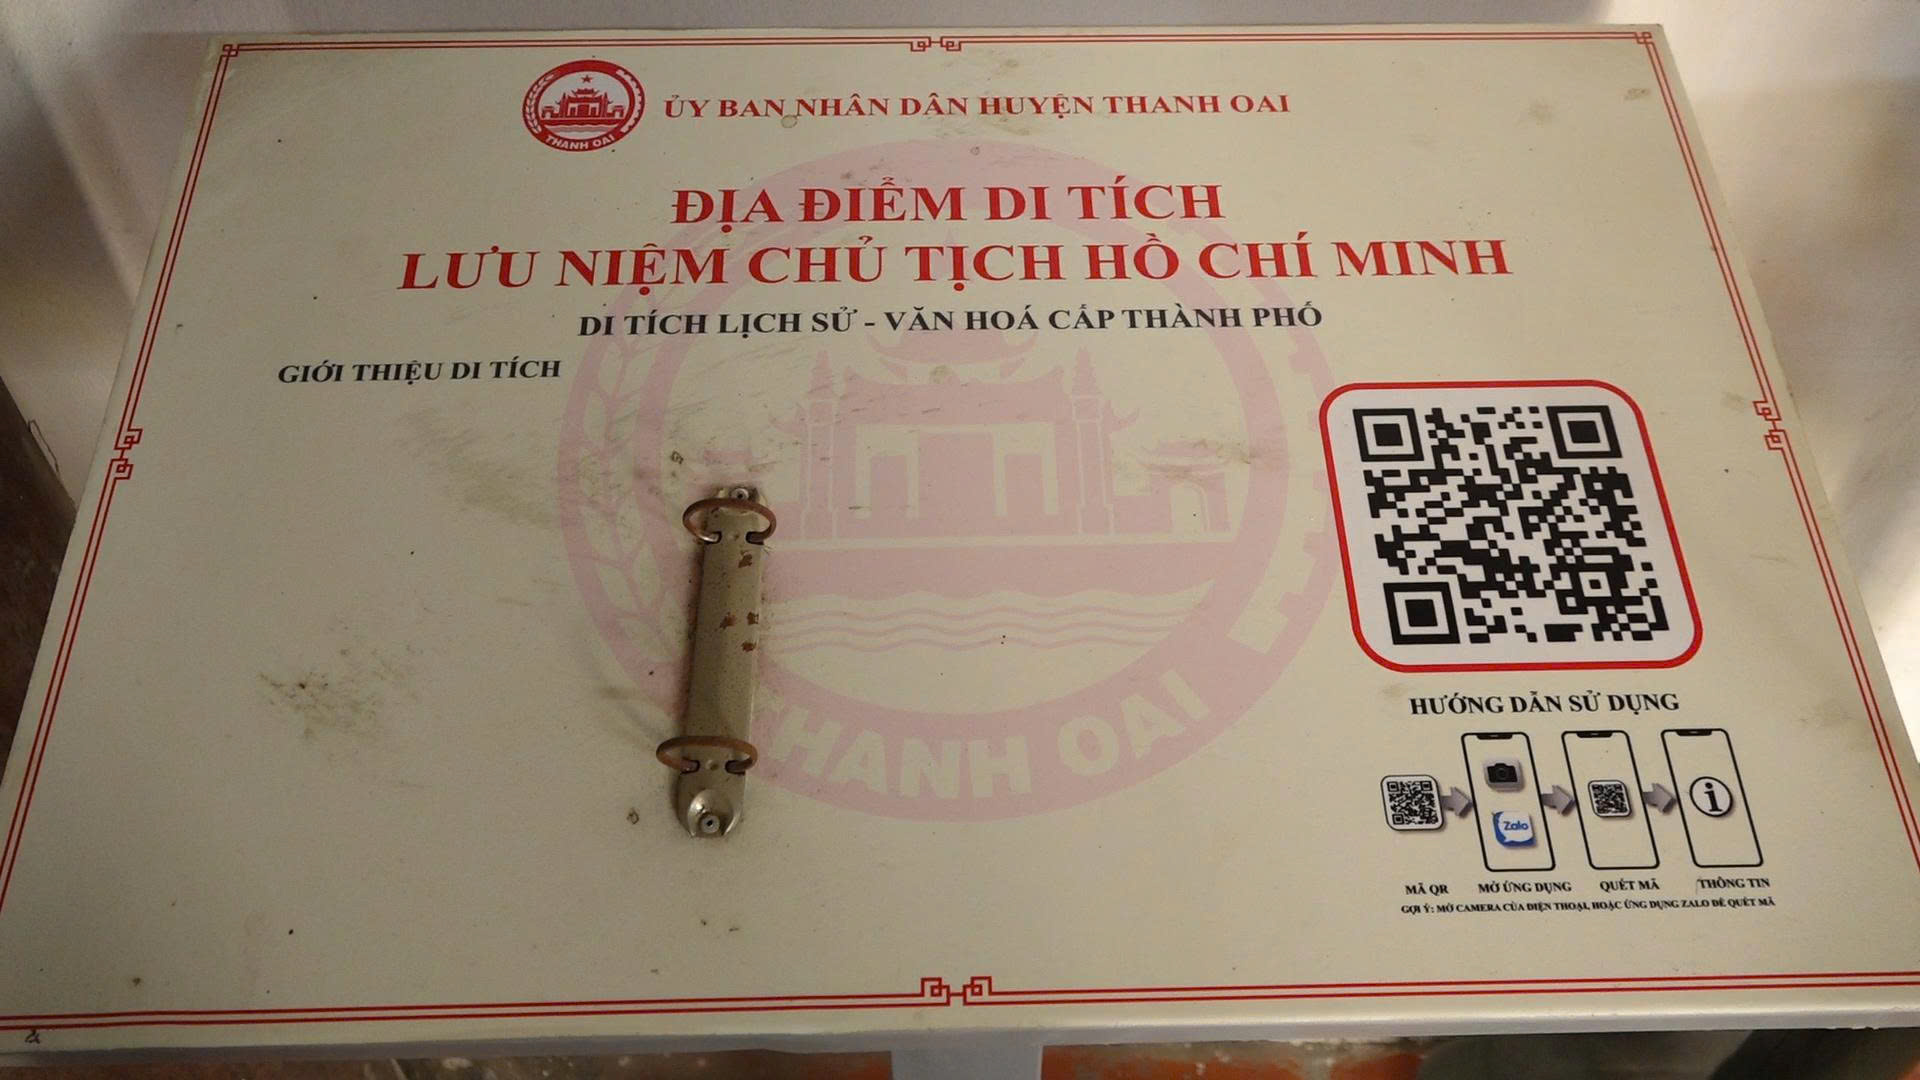 THANH OAI
ỦY BAN NHÂN DÂN HUYỆN THANH OAI
ĐỊA ĐIỂM DI TÍCH
LƯU NIỆM CHỦ TỊCH HỒ CHÍ MINH
DI TÍCH LỊCH SỬ - VĂN HOÁ CẤP THÀNH PHỐ
GIỚI THIỆU DI TÍCH
THANH OAI
HƯỚNG DẪN SỬ DỤNG
Zalo
MÃ QR MỞ ỨNG DỤNG QUÉT MÃ THÔNG TIN
GỢI Ý: MỞ CAMERA CỦA ĐIỆN THOẠI, HOẶC ỨNG DỤNG ZALO ĐỂ QUÉT MÃ